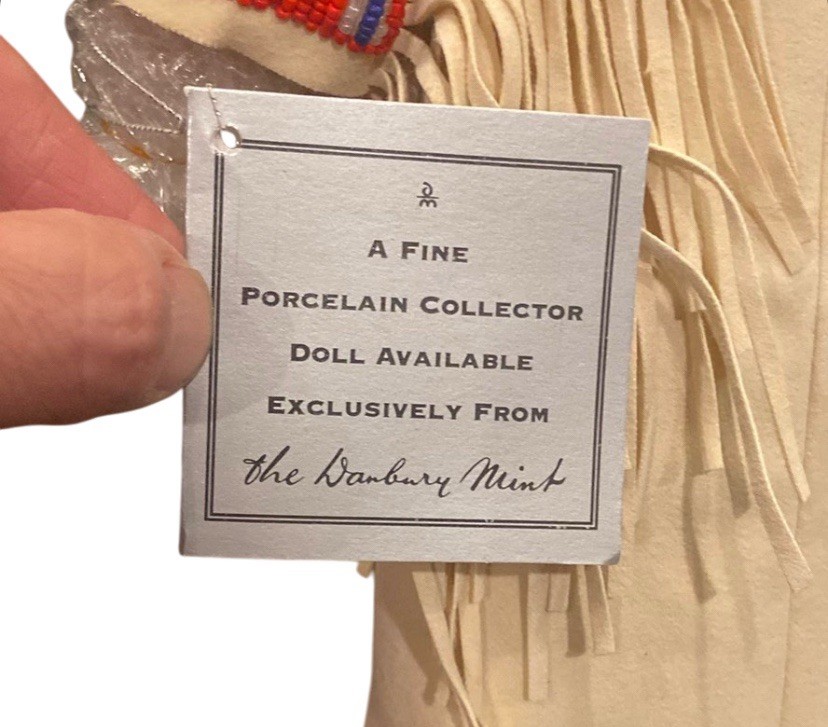 A FINE
PORCELAIN COLLECTOR
DOLL AVAILABLE
EXCLUSIVELY FROM
the Danbury Mint